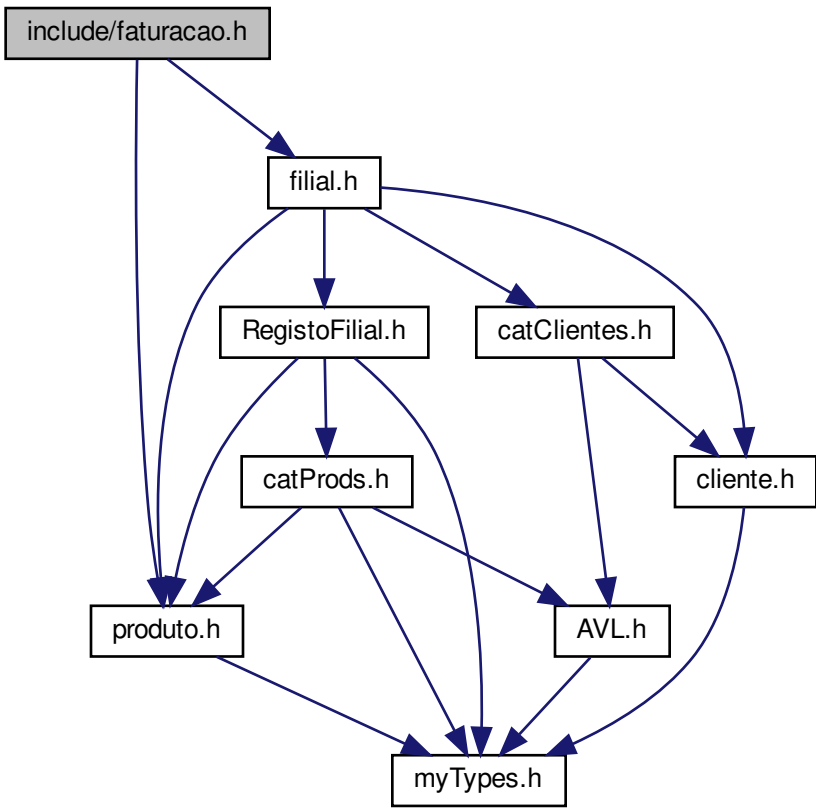 include/faturacao.h
filial.h
RegistoFilial.h
catClientes.h
catProds.h
cliente.h
produto.h
AVL.h
myTypes.h